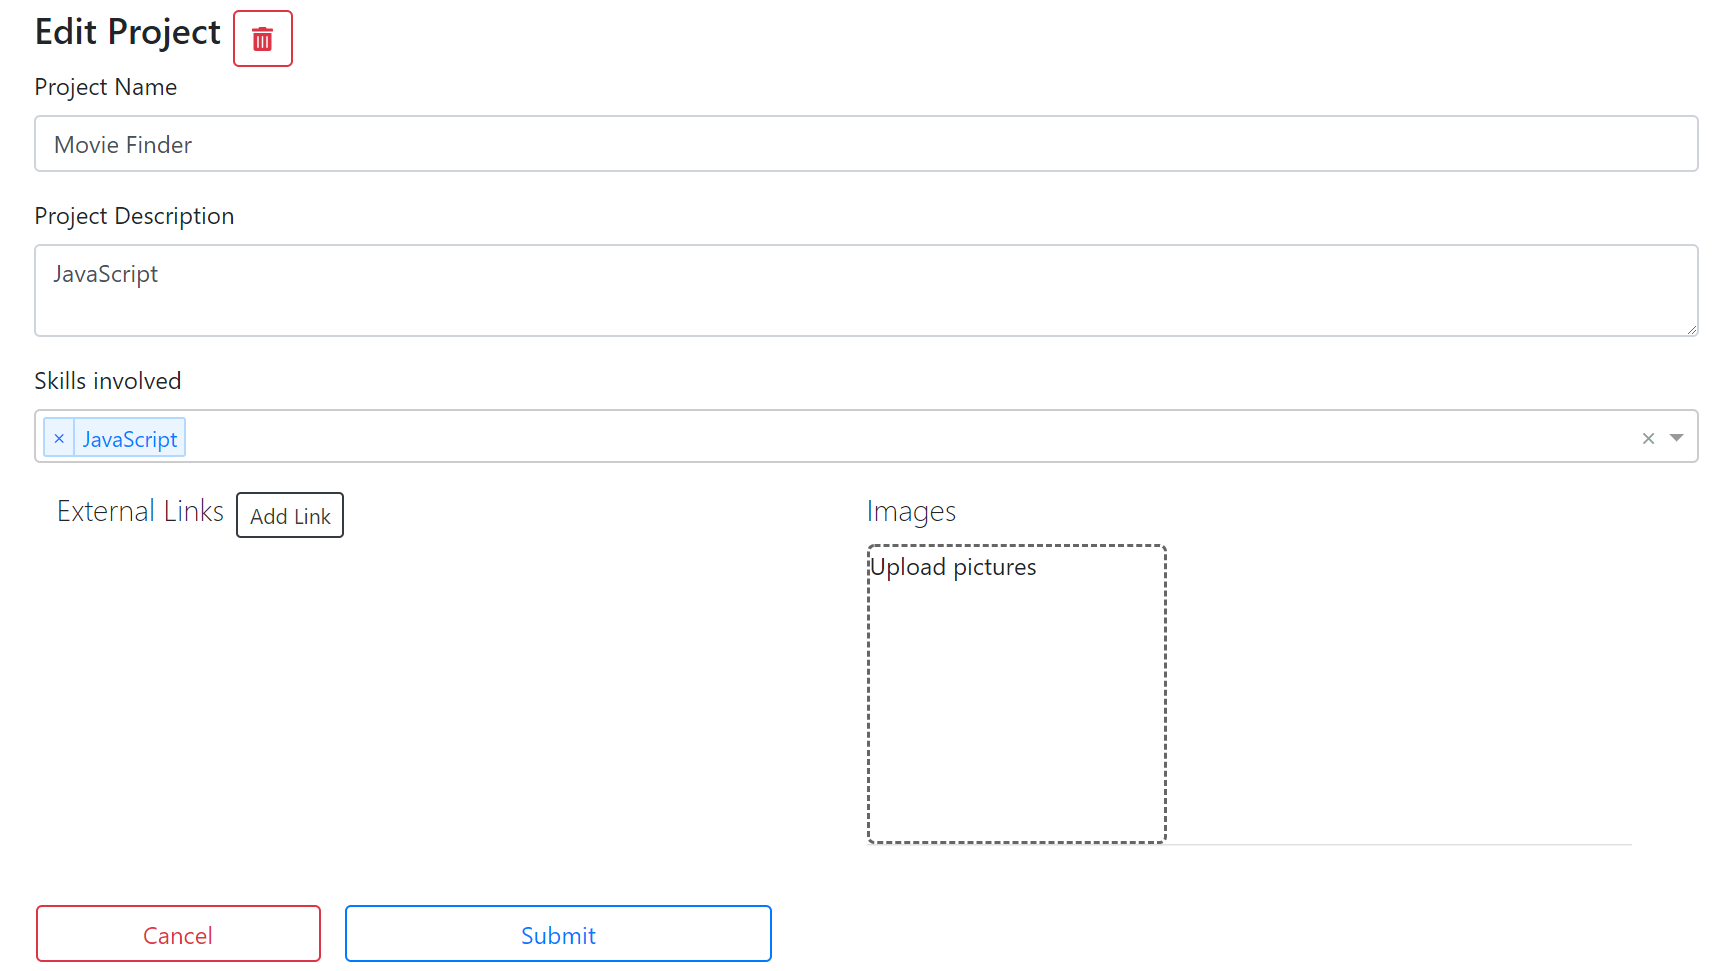 Edit Project
Project Name
Movie Finder
Project Description
JavaScript
Skills involved
× JavaScript ×
External Links Add Link
Images
Upload pictures
Cancel Submit